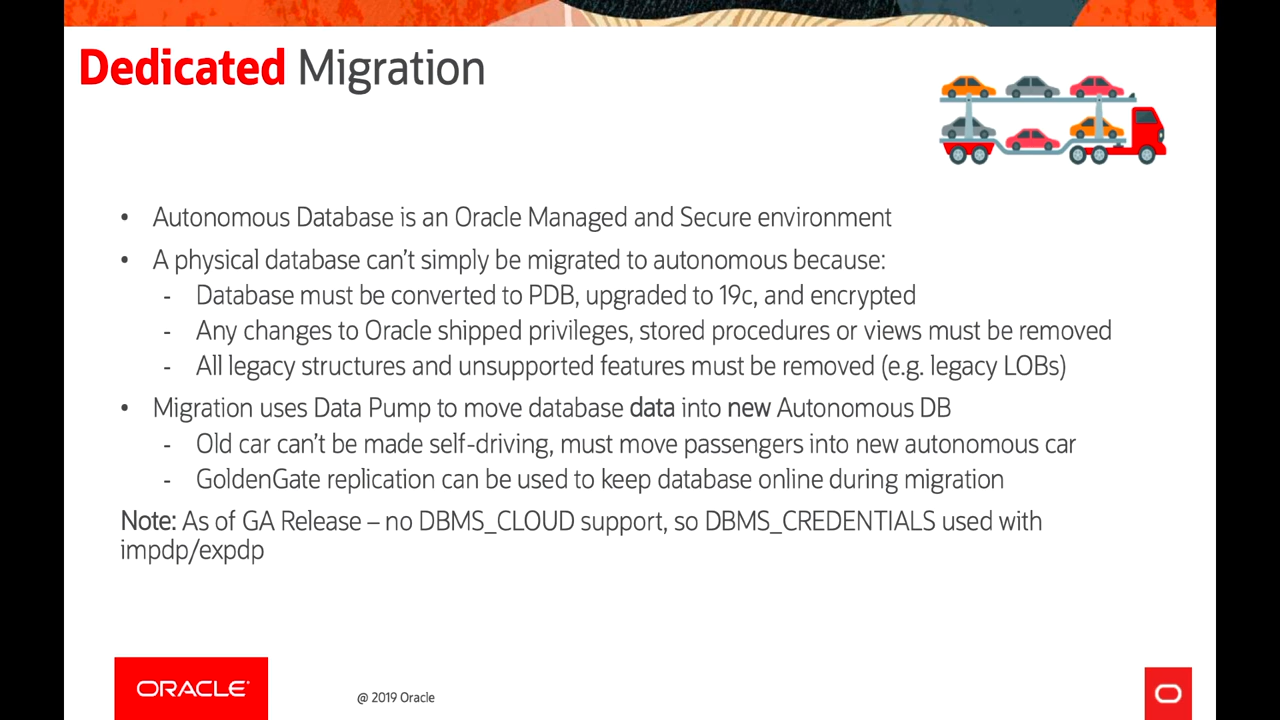 Dedicated Migration
• Autonomous Database is an Oracle Managed and Secure environment
• A physical database can't simply be migrated to autonomous because:
- Database must be converted to PDB, upgraded to 19c, and encrypted
- Any changes to Oracle shipped privileges, stored procedures or views must be removed
- All legacy structures and unsupported features must be removed (e.g. legacy LOBs)
• Migration uses Data Pump to move database data into new Autonomous DB
- Old car can't be made self-driving, must move passengers into new autonomous car
- GoldenGate replication can be used to keep database online during migration
Note: As of GA Release – no DBMS_CLOUD support, so DBMS_CREDENTIALS used with
impdp/expdp
ORACLE
@ 2019 Oracle